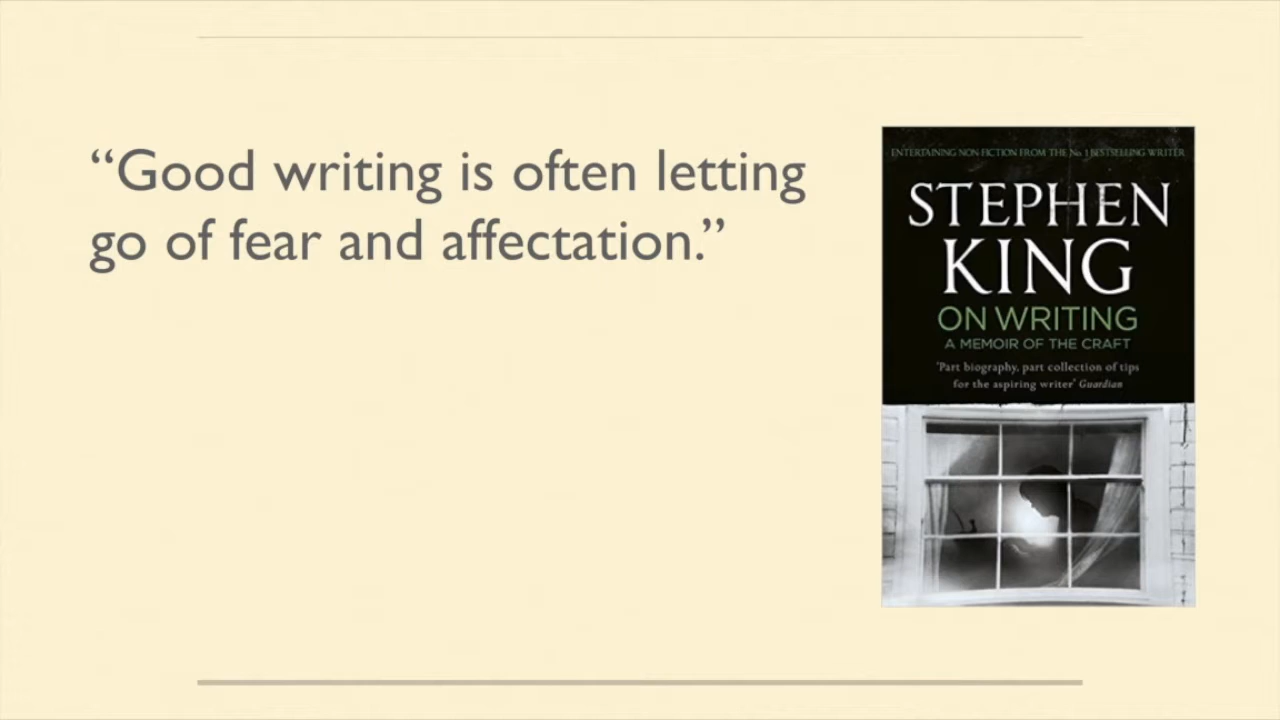 “Good writing is often letting
go of fear and affectation.”
ENTERTAINING NON-FICTION FROM THE No 1 BESTSELLING WRITER
STEPHEN
KING
ON WRITING
A MEMOIR OF THE CRAFT
‘Part biography, part collection of tips
for the aspiring writer’ Guardian